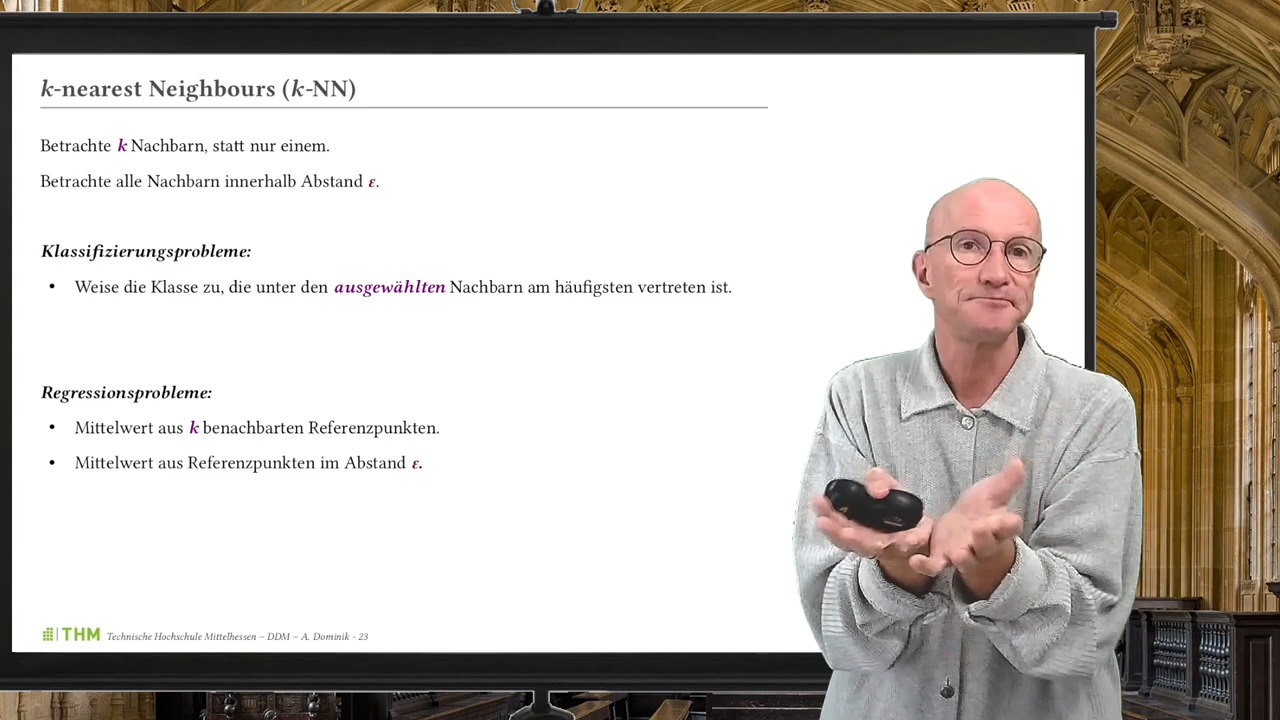 k-nearest Neighbours (k-NN)
Betrachte k Nachbarn, statt nur einem.
Betrachte alle Nachbarn innerhalb Abstand ε.
Klassifizierungsprobleme:
• Weise die Klasse zu, die unter den ausgewählten Nachbarn am häufigsten vertreten ist.
Regressionsprobleme:
• Mittelwert aus k benachbarten Referenzpunkten.
• Mittelwert aus Referenzpunkten im Abstand ε.
THM Technische Hochschule Mittelhessen – DDM – A. Dominik - 23